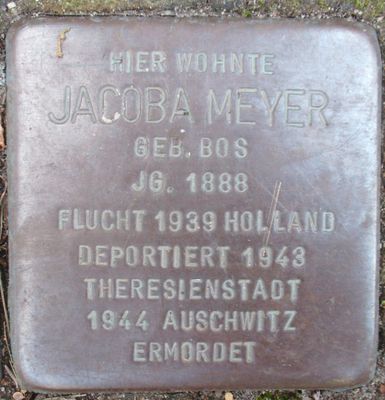 HIER WOHNTE
JACOBA MEYER
GEB. BOS
JG. 1888
FLUCHT 1939 HOLLAND
DEPORTIERT 1943
THERESIENSTADT
1944 AUSCHWITZ
ERMORDET